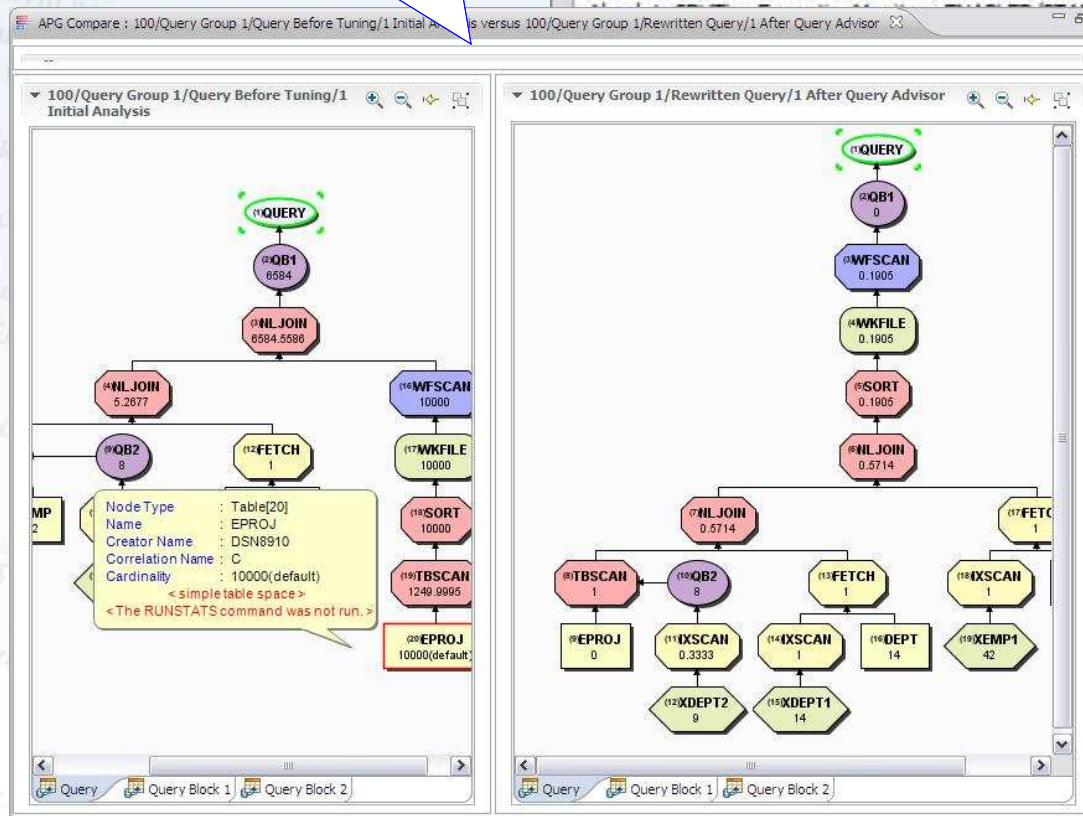 APG Compare : 100/Query Group 1/Query Before Tuning/1 Initial versus 100/Query Group 1/Rewritten Query/1 After Query Advisor
--
100/Query Group 1/Query Before Tuning/1
Initial Analysis
(1)QUERY
(2)QB1
6584
(3)NLJOIN
6584.5586
(4)NLJOIN
5.2677
(16)WFSCAN
10000
(9)QB2
8
(12)FETCH
1
(17)WKFILE
10000
MP
2
Node Type : Table[20]
Name : EPROJ
Creator Name : DSN8910
Correlation Name : C
Cardinality : 10000(default)
<simple table space>
<The RUNSTATS command was not run.>
(18)SORT
10000
(19)TBSCAN
1249.9995
(20)EPROJ
10000(default)
Query
Query Block 1
Query Block 2
100/Query Group 1/Rewritten Query/1 After Query Advisor
(1)QUERY
(2)QB1
0
(3)WFSCAN
0.1905
(4)WKFILE
0.1905
(5)SORT
0.1905
(6)NLJOIN
0.5714
(7)NLJOIN
0.5714
(17)FETC
1
(8)TBSCAN
1
(10)QB2
8
(13)FETCH
1
(18)IXSCAN
1
(9)EPROJ
0
(11)IXSCAN
0.3333
(14)IXSCAN
1
(16)DEPT
14
(19)XEMP1
42
(12)XDEPT2
9
(15)XDEPT1
14
Query
Query Block 1
Query Block 2